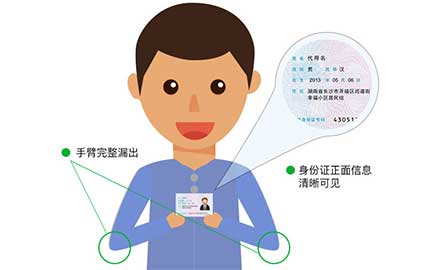 姓名 代用名
性别 男 民族 汉
出生 2013 年 05 月 06 日
住址 湖南省长沙市开福区巡道街
幸福小区居民组
公民身份号码 430511
手臂完整漏出
身份证正面信息
清晰可见